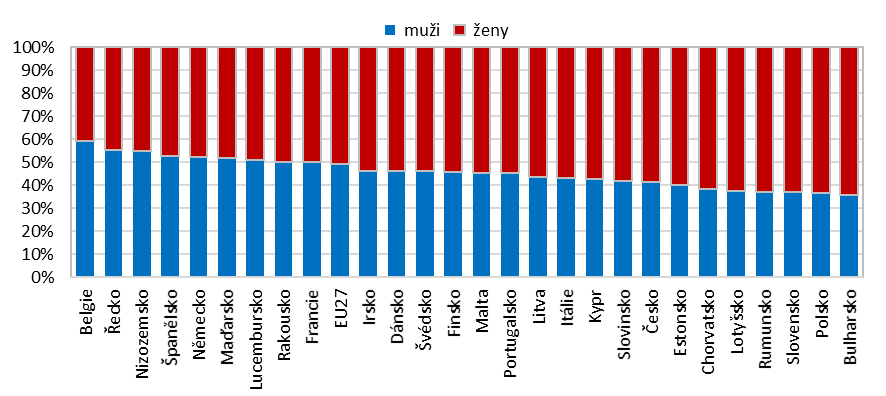 muži ženy
100%
90%
80%
70%
60%
50%
40%
30%
20%
10%
0%
Belgie
Řecko
Nizozemsko
Španělsko
Německo
Maďarsko
Lucembursko
Rakousko
Francie
EU27
Irsko
Dánsko
Švédsko
Finsko
Malta
Portugalsko
Litva
Itálie
Kypr
Slovinsko
Česko
Estonsko
Chorvatsko
Lotyšsko
Rumunsko
Slovensko
Polsko
Bulharsko